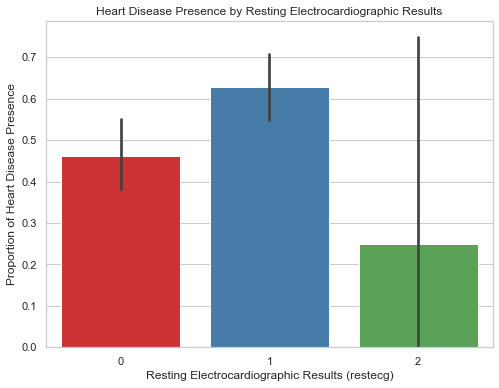 Heart Disease Presence by Resting Electrocardiographic Results
Proportion of Heart Disease Presence
0.7
0.6
0.5
0.4
0.3
0.2
0.1
0.0
0 1 2
Resting Electrocardiographic Results (restecg)